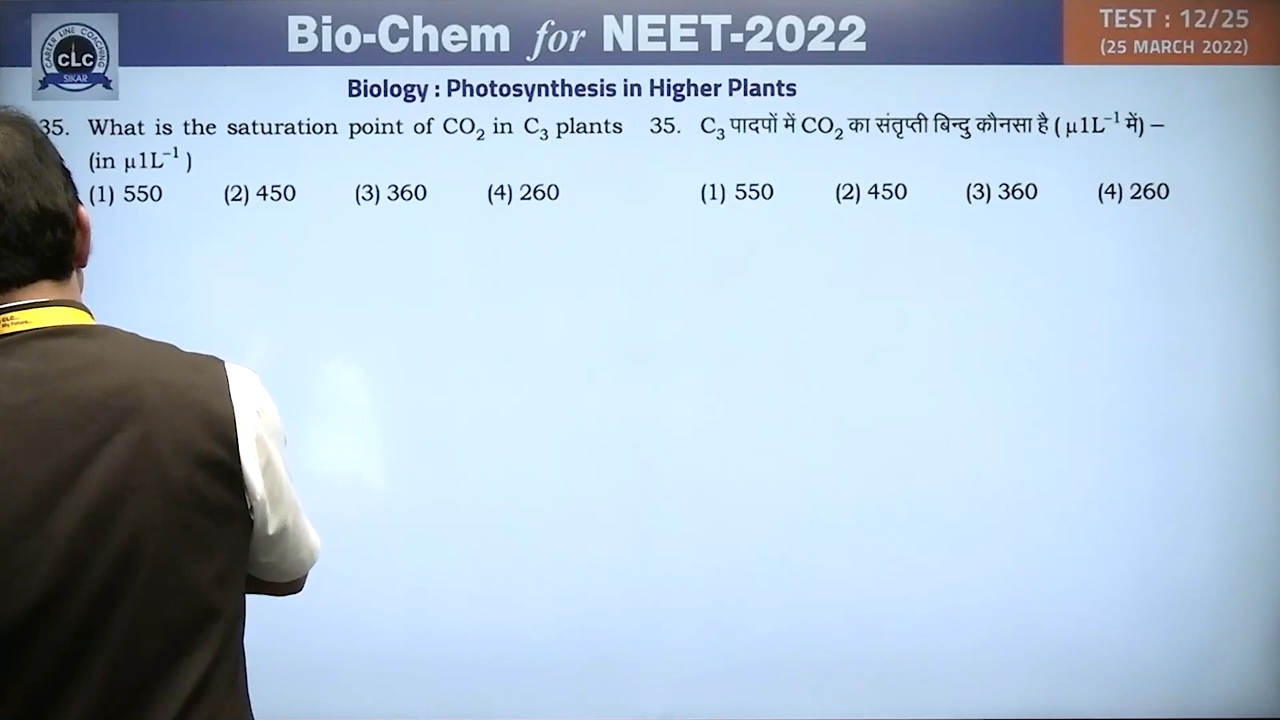 Bio-Chem for NEET-2022
TEST : 12/25
(25 MARCH 2022)
CAREER LINE COACHING
CLC
SIKAR
Biology : Photosynthesis in Higher Plants
35. What is the saturation point of CO₂ in C₃ plants
(in µ1L⁻¹ )
(1) 550 (2) 450 (3) 360 (4) 260
35. C₃ पादपों में CO₂ का संतृप्ती बिन्दु कौनसा है ( µ1L⁻¹ में) –
(1) 550 (2) 450 (3) 360 (4) 260
CLC...
My Future...